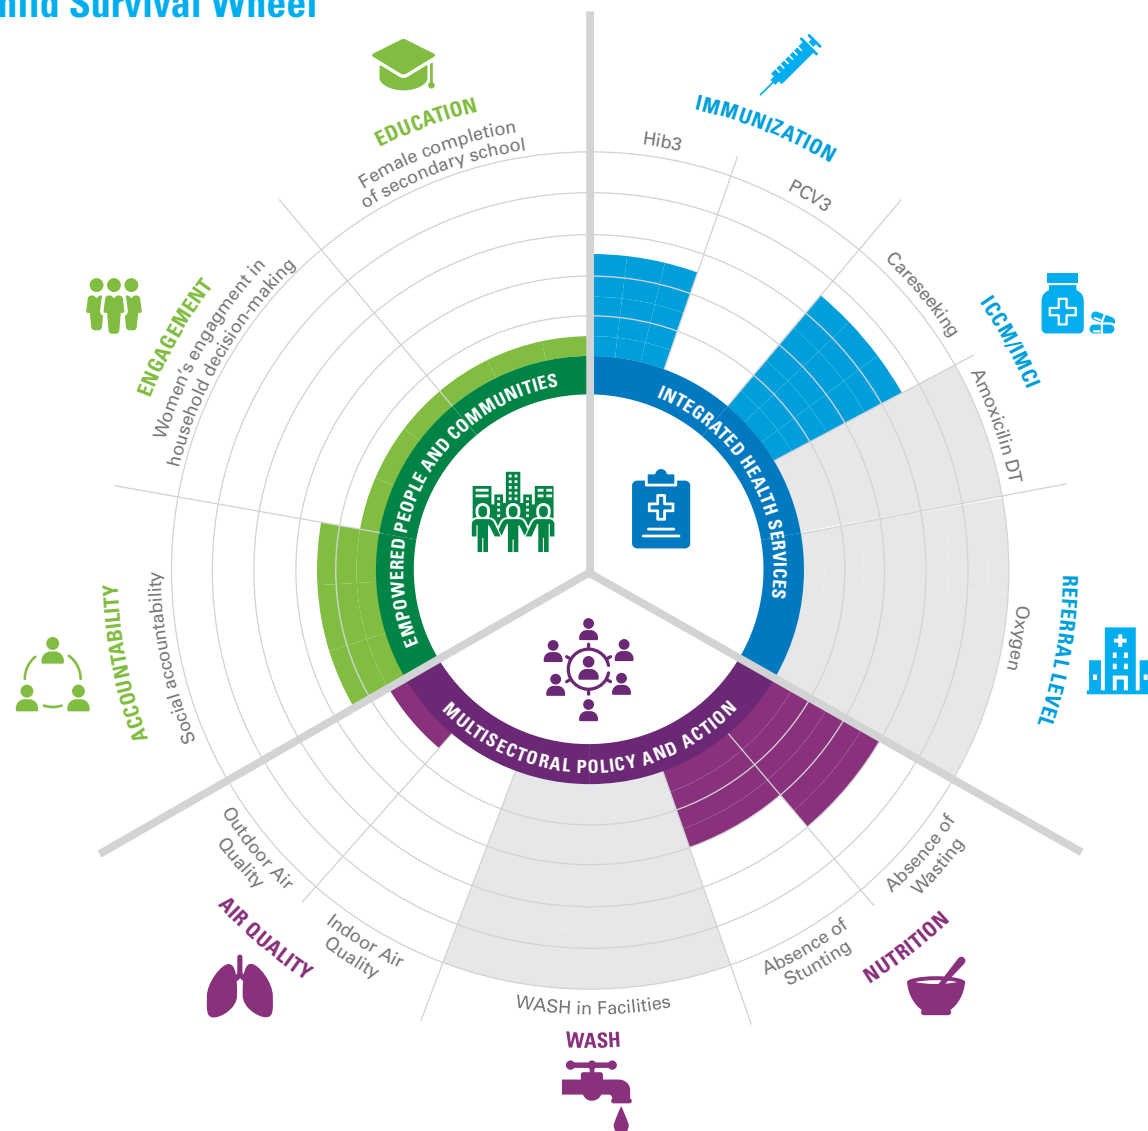 hild Survival Wheel
EDUCATION
Female completion
of secondary school
IMMUNIZATION
Hib3
PCV3
Careseeking
ICCM/IMCI
Amoxicilin DT
ENGAGEMENT
Women's engagment in
household decision-making
EMPOWERED PEOPLE AND COMMUNITIES
INTEGRATED HEALTH SERVICES
REFERRAL LEVEL
Oxygen
ACCOUNTABILITY
Social accountability
MULTISECTORAL POLICY AND ACTION
Outdoor Air
Quality
AIR QUALITY
Indoor Air
Quality
WASH in Facilities
WASH
Absence of
Stunting
Absence of
Wasting
NUTRITION